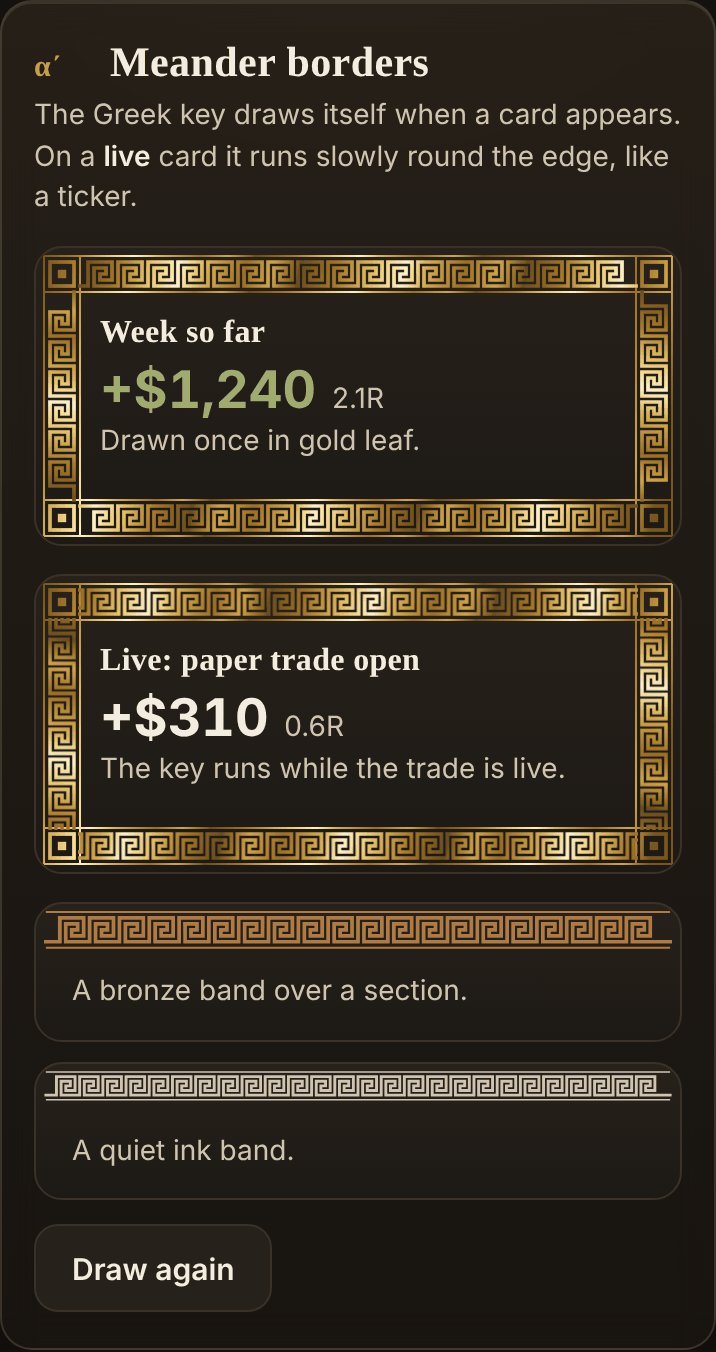 α΄ Meander borders
The Greek key draws itself when a card appears.
On a live card it runs slowly round the edge, like
a ticker.
Week so far
+$1,240 2.1R
Drawn once in gold leaf.
Live: paper trade open
+$310 0.6R
The key runs while the trade is live.
A bronze band over a section.
A quiet ink band.
Draw again